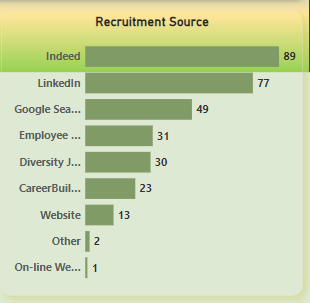 Recruitment Source
Indeed 89
LinkedIn 77
Google Sea... 49
Employee ... 31
Diversity J... 30
CareerBuil... 23
Website 13
Other 2
On-line We... 1